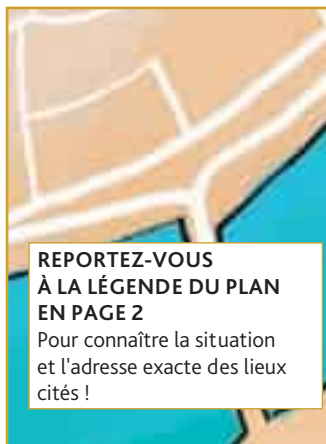 REPORTEZ-VOUS
À LA LÉGENDE DU PLAN
EN PAGE 2
Pour connaître la situation
et l'adresse exacte des lieux
cités !